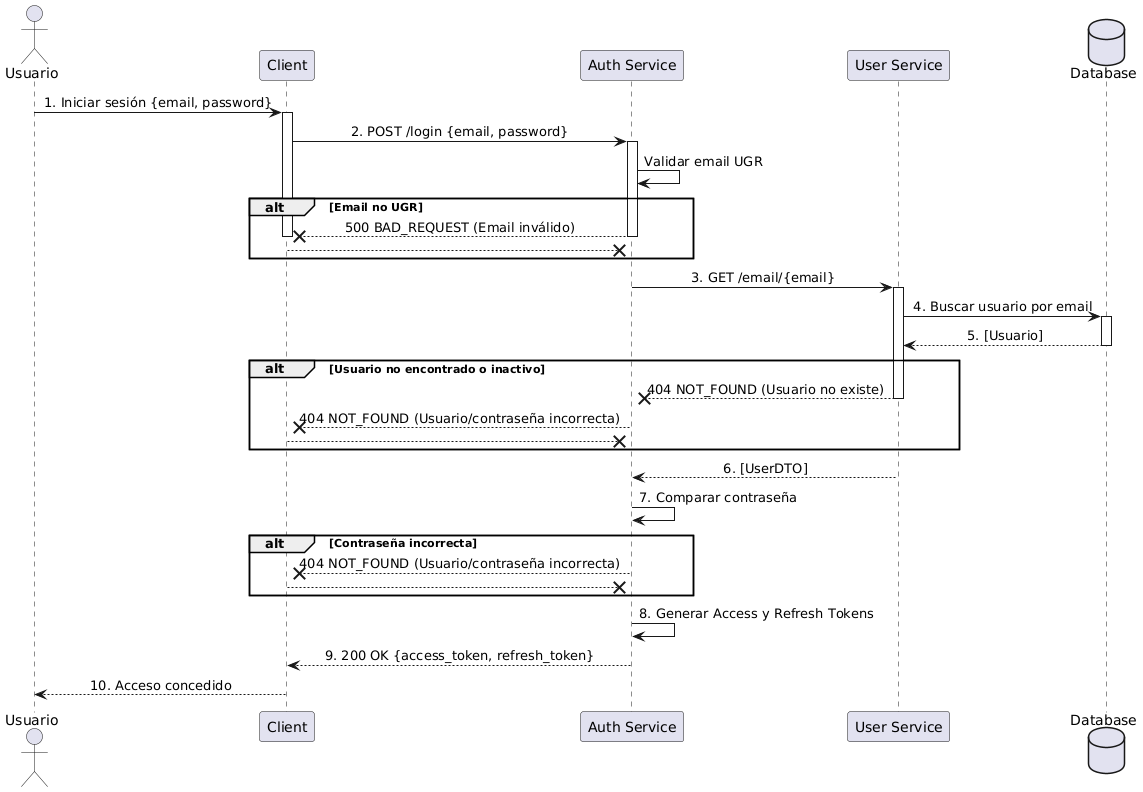 Usuario
Client
Auth Service
User Service
Database
1. Iniciar sesión {email, password}
2. POST /login {email, password}
Validar email UGR
alt
[Email no UGR]
500 BAD_REQUEST (Email inválido)
3. GET /email/{email}
4. Buscar usuario por email
5. [Usuario]
alt
[Usuario no encontrado o inactivo]
404 NOT_FOUND (Usuario no existe)
404 NOT_FOUND (Usuario/contraseña incorrecta)
6. [UserDTO]
7. Comparar contraseña
alt
[Contraseña incorrecta]
404 NOT_FOUND (Usuario/contraseña incorrecta)
8. Generar Access y Refresh Tokens
9. 200 OK {access_token, refresh_token}
10. Acceso concedido
Usuario
Client
Auth Service
User Service
Database